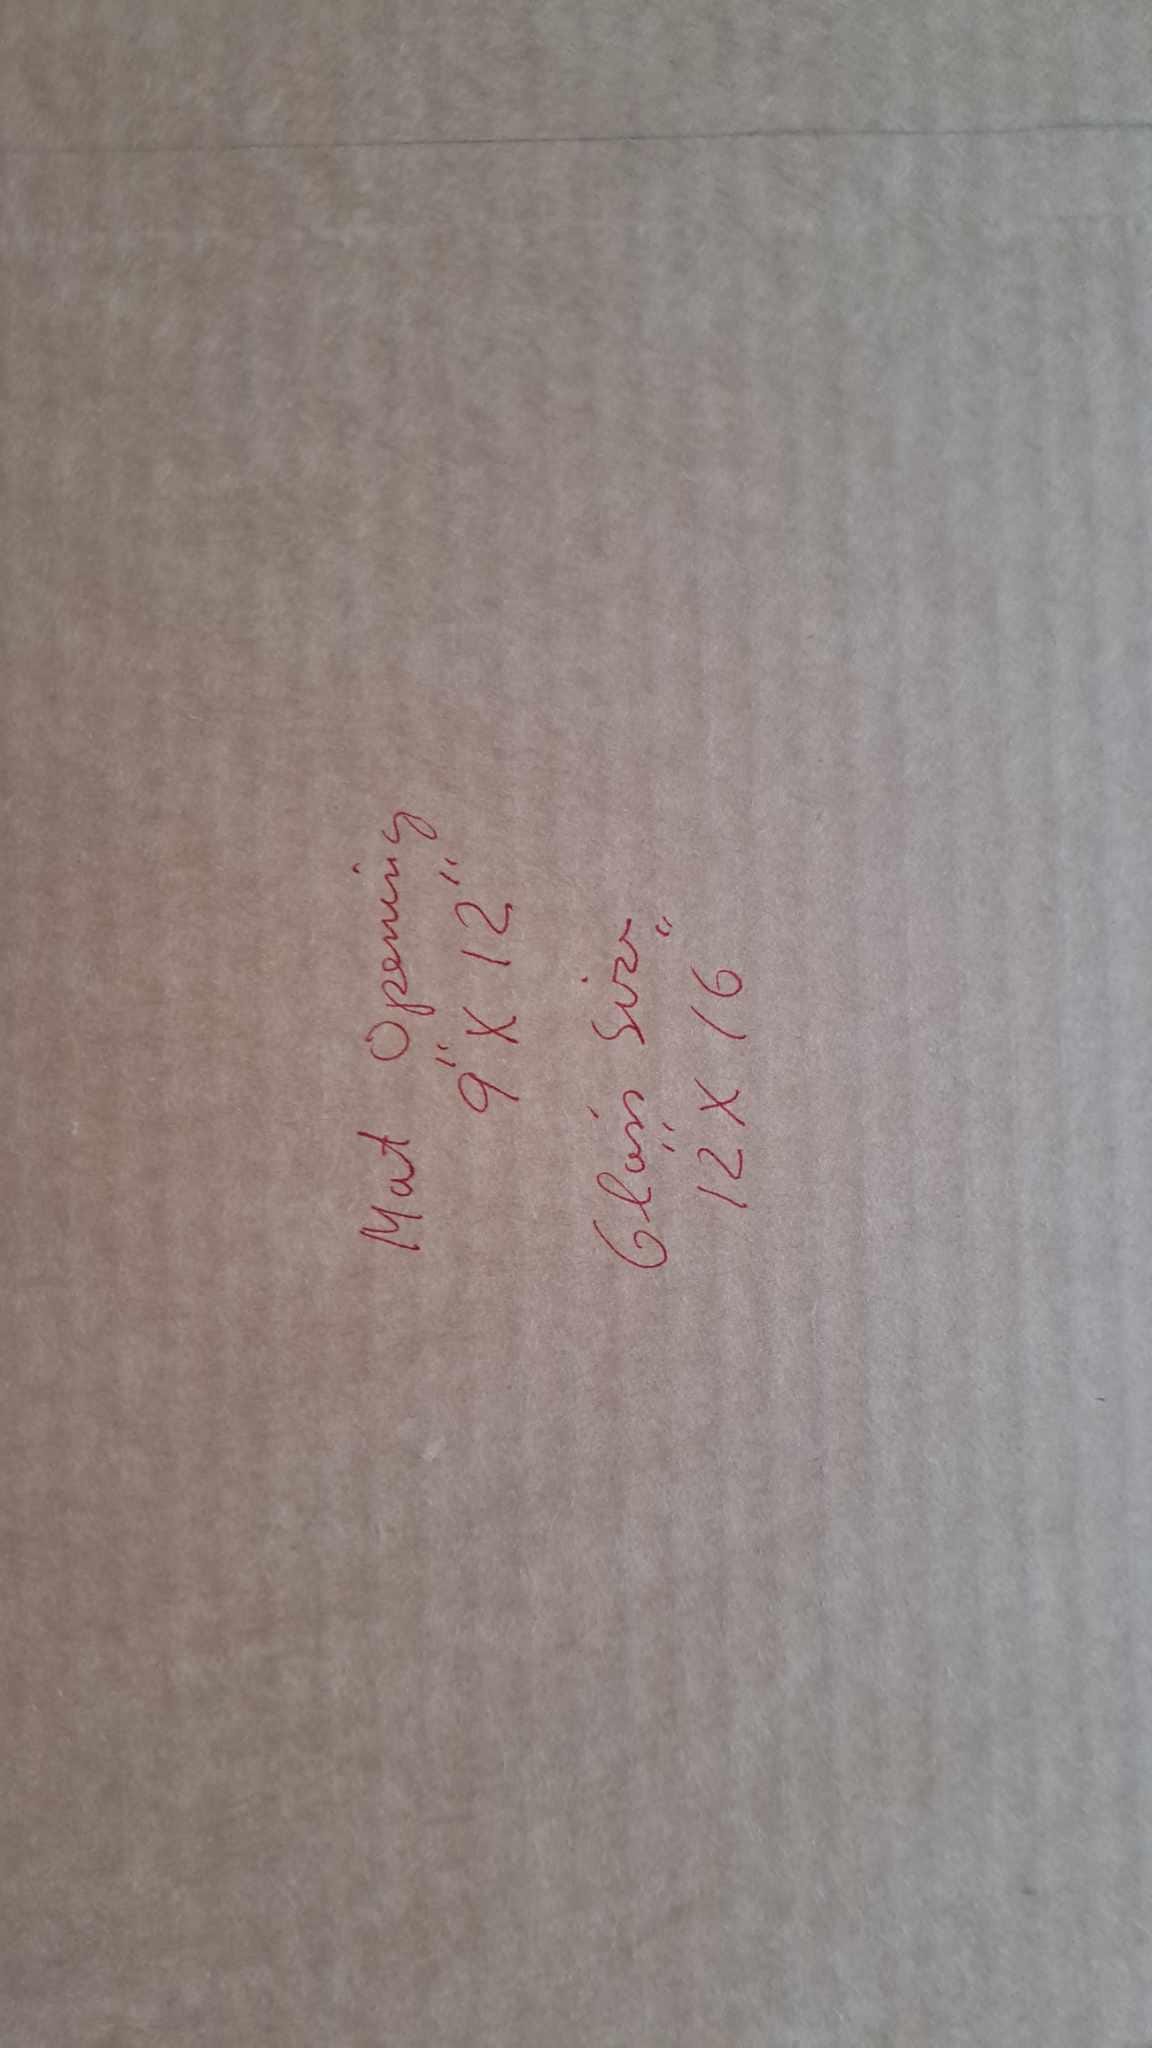 Mat Opening
9" X 12"
Glass Size
12" X 16"